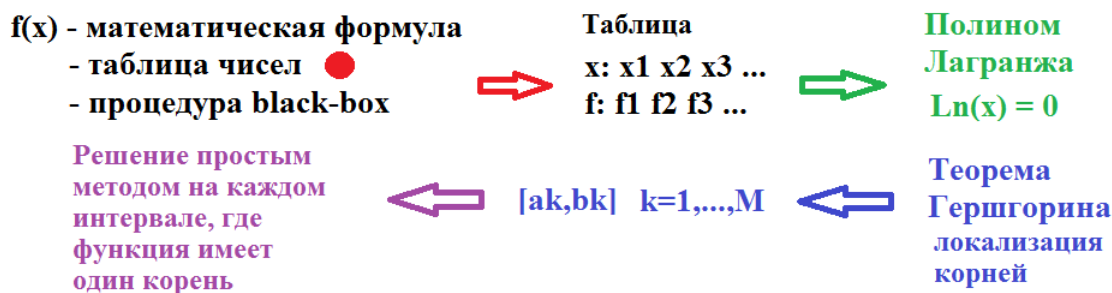 f(x) - математическая формула
- таблица чисел
- процедура black-box
Таблица
x: x1 x2 x3 ...
f: f1 f2 f3 ...
Полином
Лагранжа
Ln(x) = 0
Теорема
Гершгорина
локализация
корней
[ak,bk] k=1,...,M
Решение простым
методом на каждом
интервале, где
функция имеет
один корень